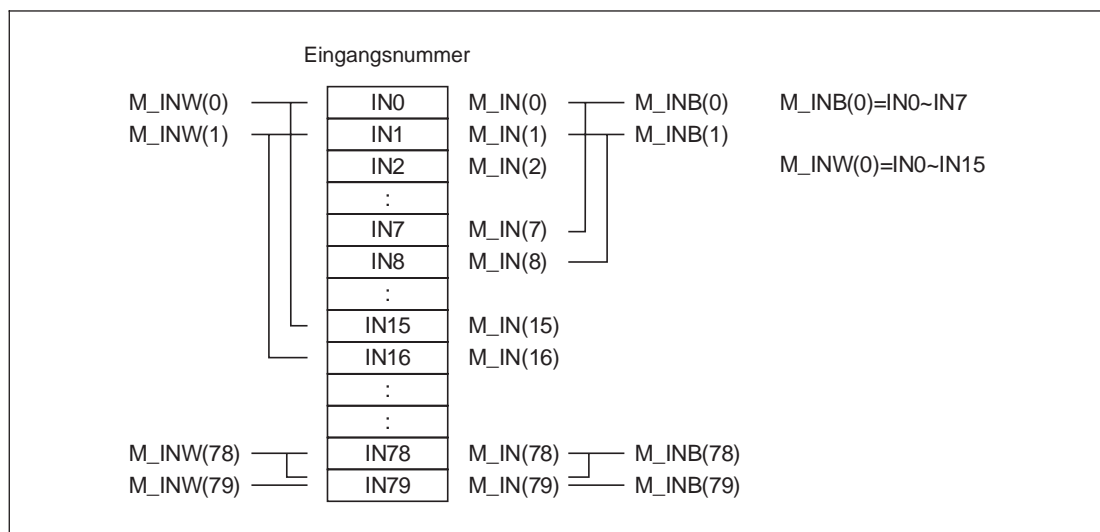 Eingangsnummer
M_INW(0) IN0 M_IN(0) M_INB(0) M_INB(0)=IN0~IN7
M_INW(1) IN1 M_IN(1) M_INB(1)
IN2 M_IN(2) M_INW(0)=IN0~IN15
:
IN7 M_IN(7)
IN8 M_IN(8)
:
IN15 M_IN(15)
IN16 M_IN(16)
:
:
M_INW(78) IN78 M_IN(78) M_INB(78)
M_INW(79) IN79 M_IN(79) M_INB(79)